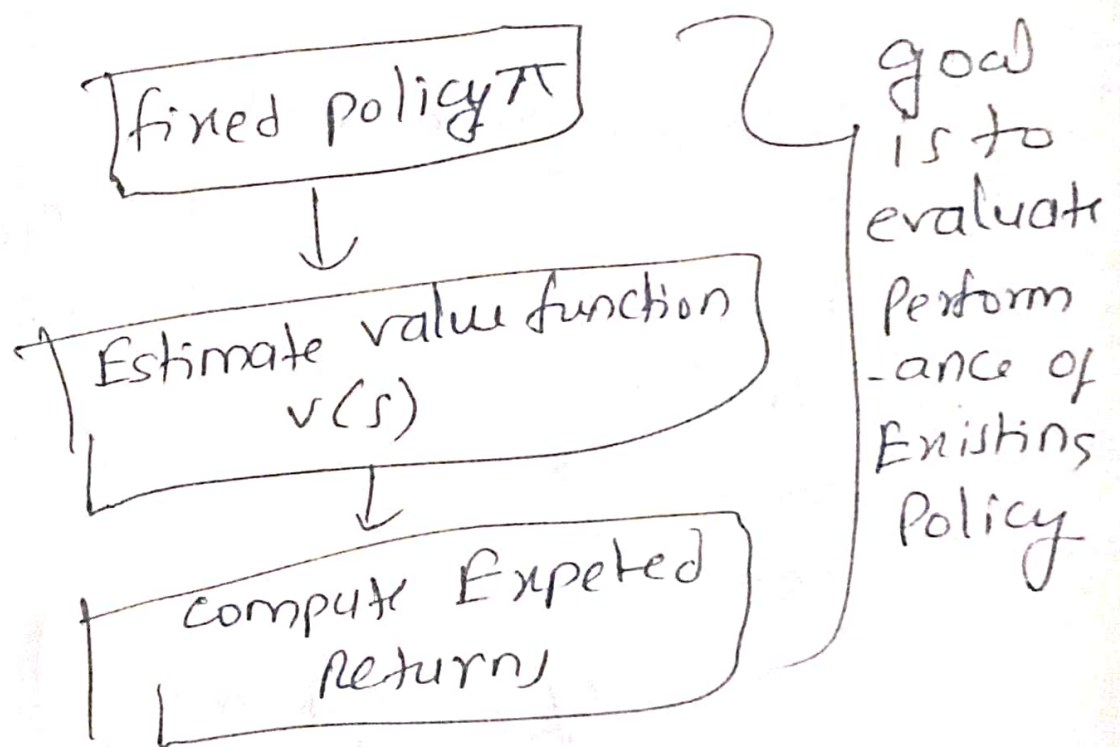 fixed policy π
Estimate value function
v(s)
compute Expeted
Returns
goal
is to
evaluate
Perform
-ance of
Existing
Policy